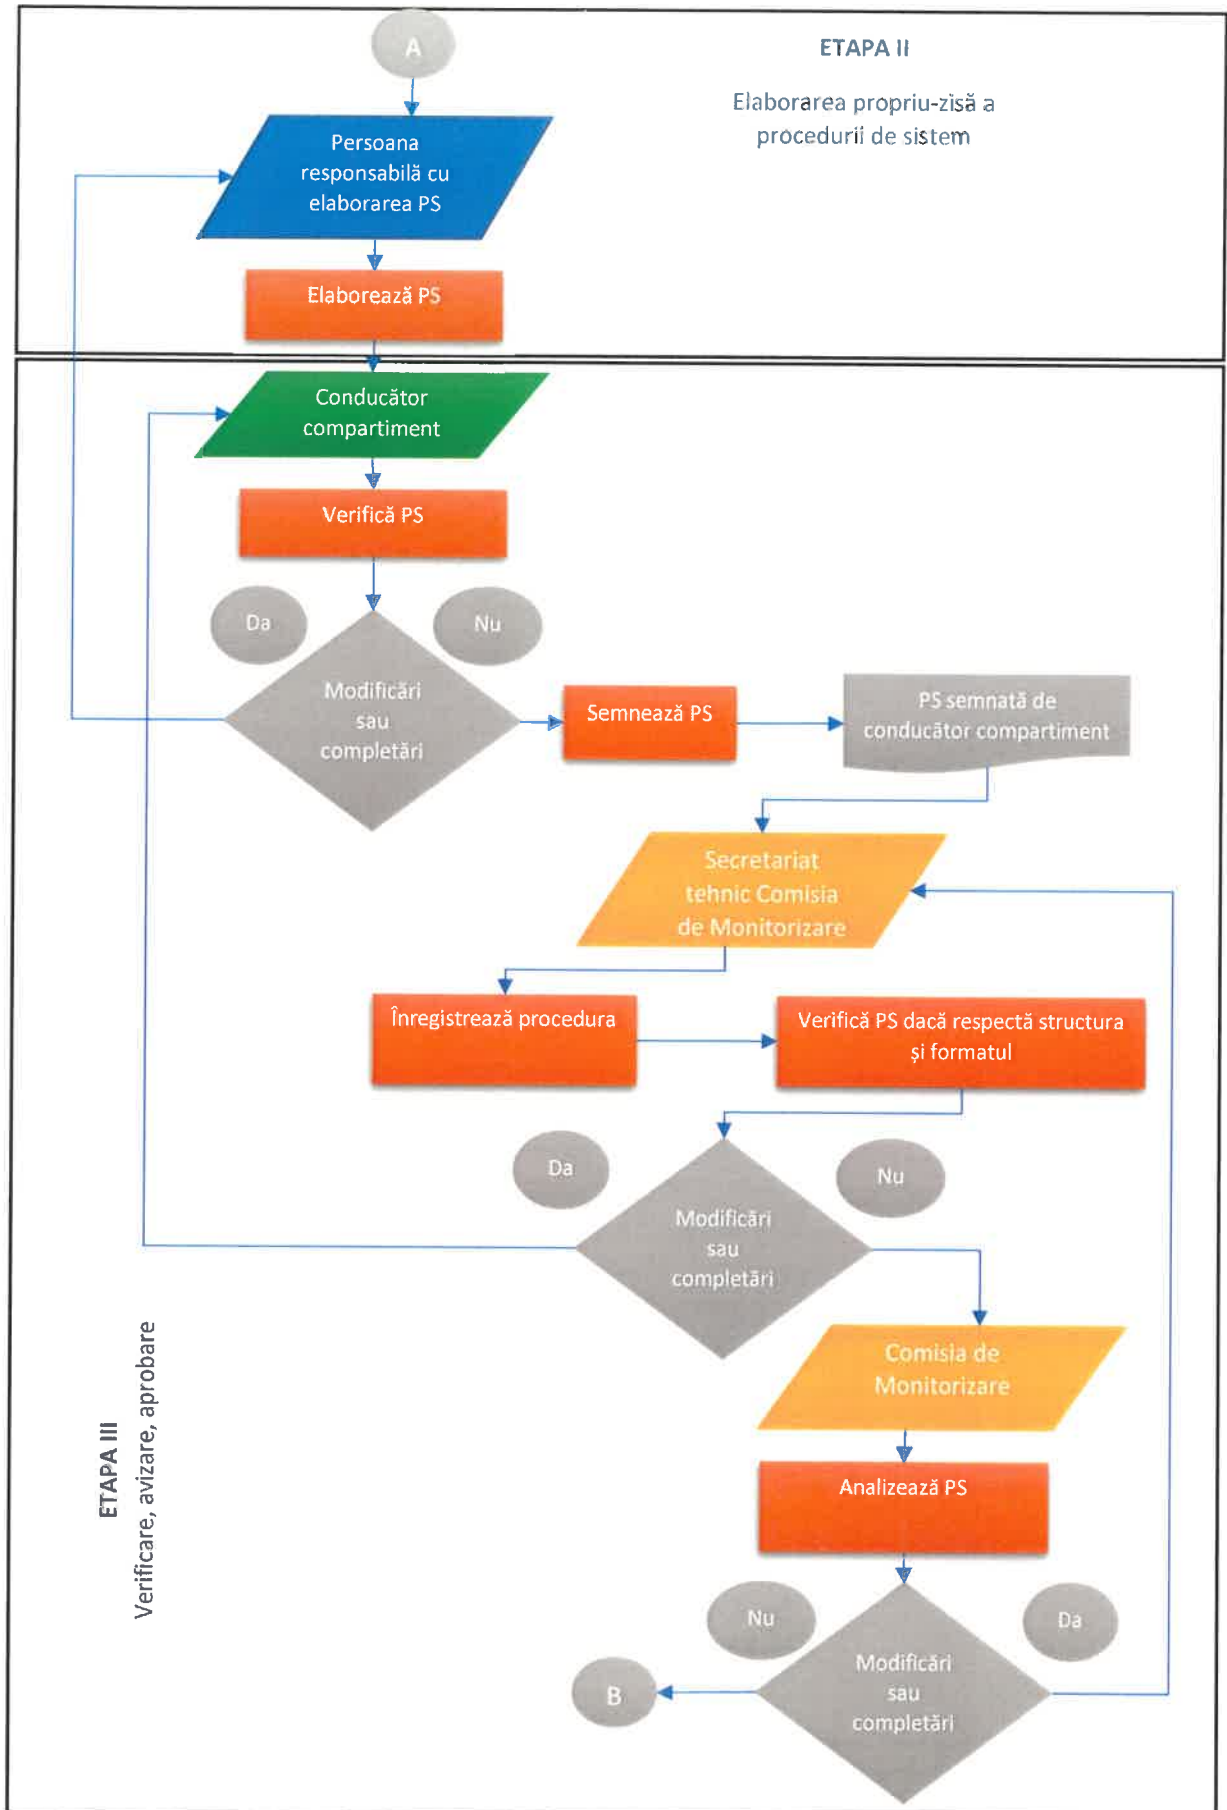 A
ETAPA II
Elaborarea propriu-zisă a
procedurii de sistem
Persoana
responsabilă cu
elaborarea PS
Elaborează PS
Conducător
compartiment
Verifică PS
Da
Nu
Modificări
sau
completări
Semnează PS
PS semnată de
conducător compartiment
Secretariat
tehnic Comisia
de Monitorizare
Înregistrează procedura
Verifică PS dacă respectă structura
și formatul
Da
Nu
Modificări
sau
completări
Comisia de
Monitorizare
Analizează PS
ETAPA III
Verificare, avizare, aprobare
Nu
Da
Modificări
sau
completări
B